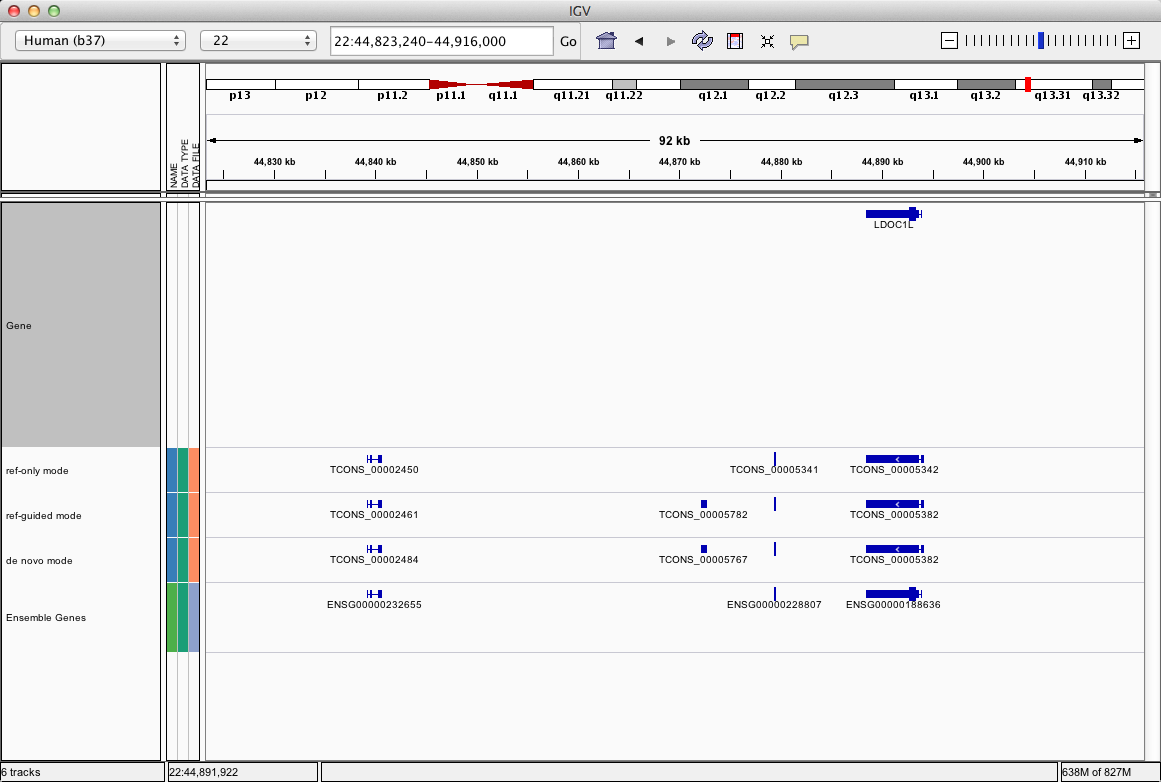 IGV
Human (b37) 22 22:44,823,240-44,916,000 Go
p13 p12 p11.2 p11.1 q11.1 q11.21 q11.22 q12.1 q12.2 q12.3 q13.1 q13.2 q13.31 q13.32
NAME
DATA TYPE
DATA FILE
92 kb
44,830 kb 44,840 kb 44,850 kb 44,860 kb 44,870 kb 44,880 kb 44,890 kb 44,900 kb 44,910 kb
LDOC1L
Gene
ref-only mode
TCONS_00002450 TCONS_00005341 TCONS_00005342
ref-guided mode
TCONS_00002461 TCONS_00005782 TCONS_00005382
de novo mode
TCONS_00002484 TCONS_00005767 TCONS_00005382
ENSG00000232655 ENSG00000228807 ENSG00000188636
Ensemble Genes
6 tracks 22:44,891,922 638M of 827M